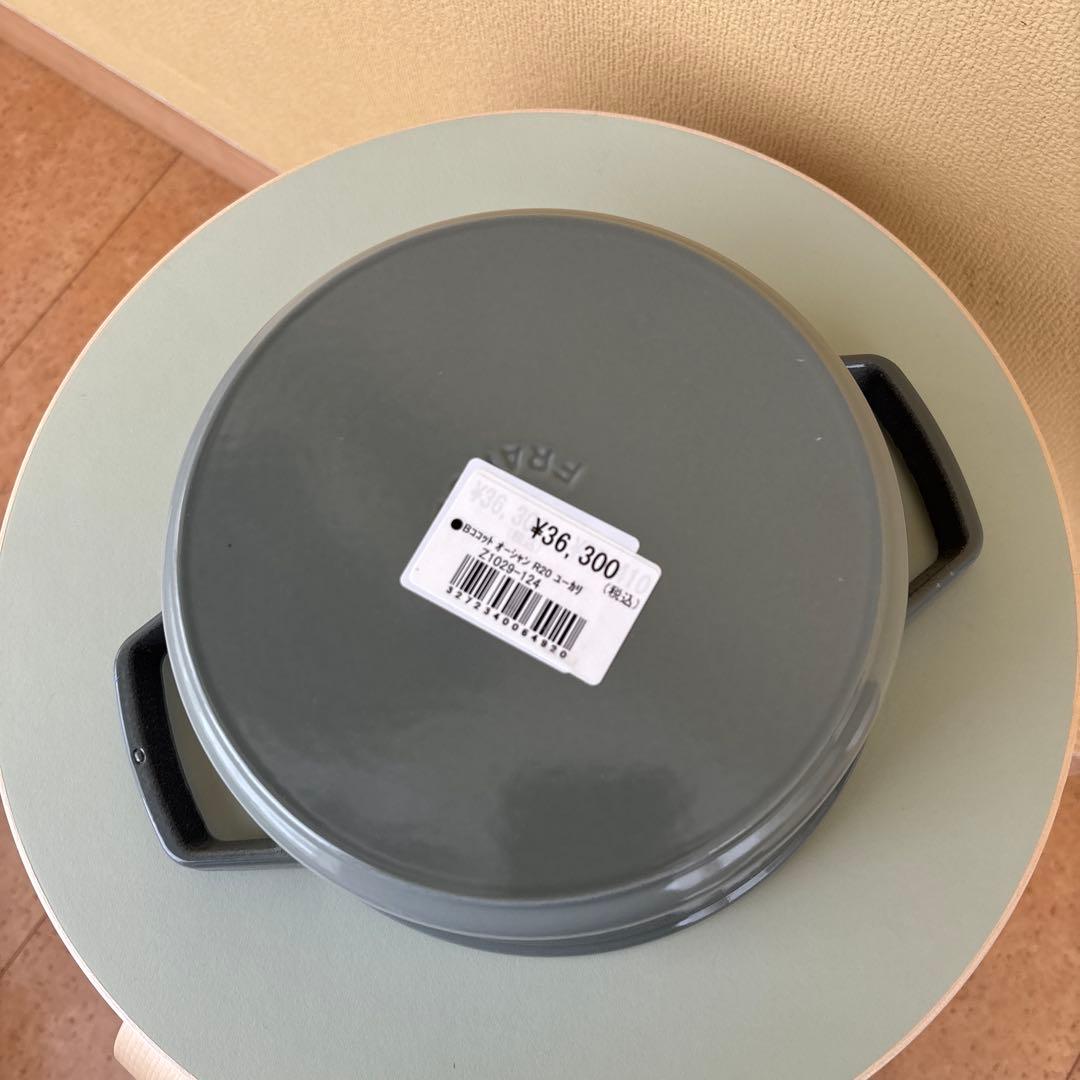 FRA
¥36,300
(税込)
●Bココット オーシャン R20 ユーカリ
Z1029-124
3272340064920